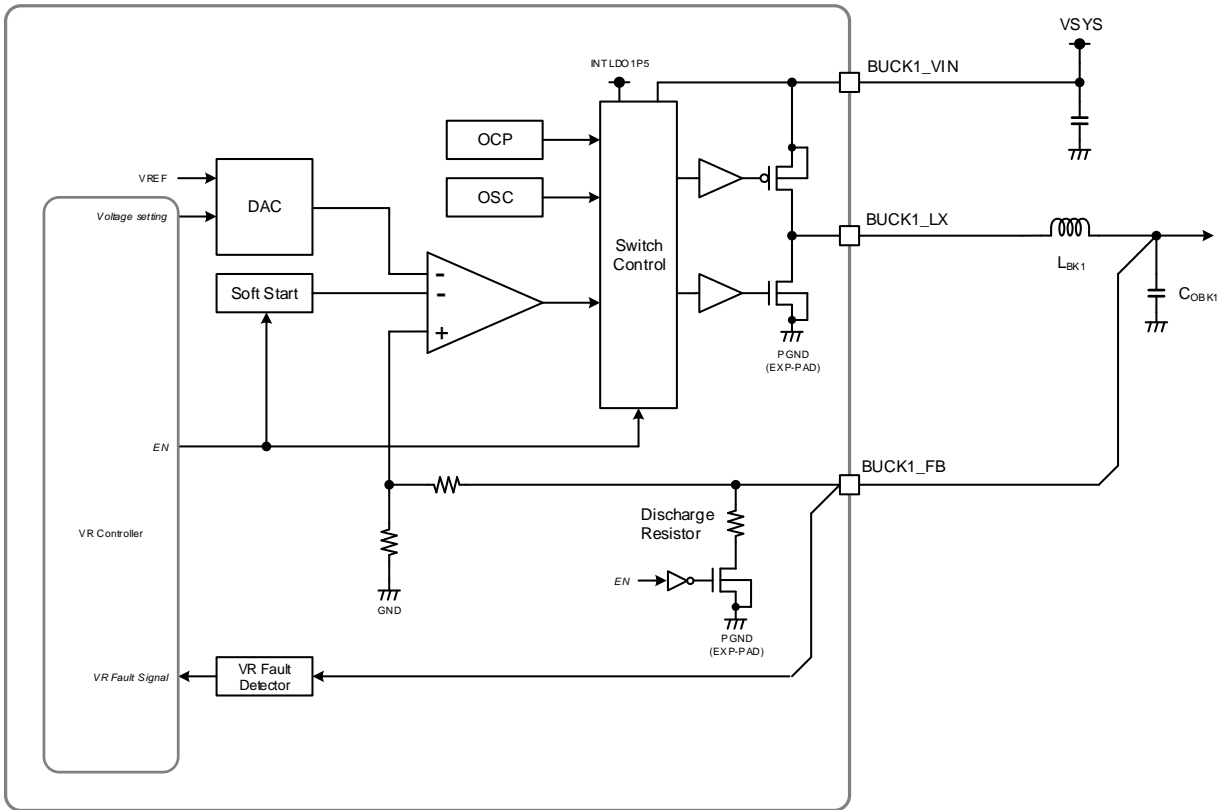 VSYS
INTLDO1P5
BUCK1_VIN
OCP
VREF
DAC
OSC
Voltage setting
BUCK1_LX
Switch
Control
LBK1
Soft Start
-
-
+
COBK1
PGND
(EXP-PAD)
EN
BUCK1_FB
Discharge
Resistor
VR Controller
EN
GND
PGND
(EXP-PAD)
VR Fault Signal
VR Fault
Detector